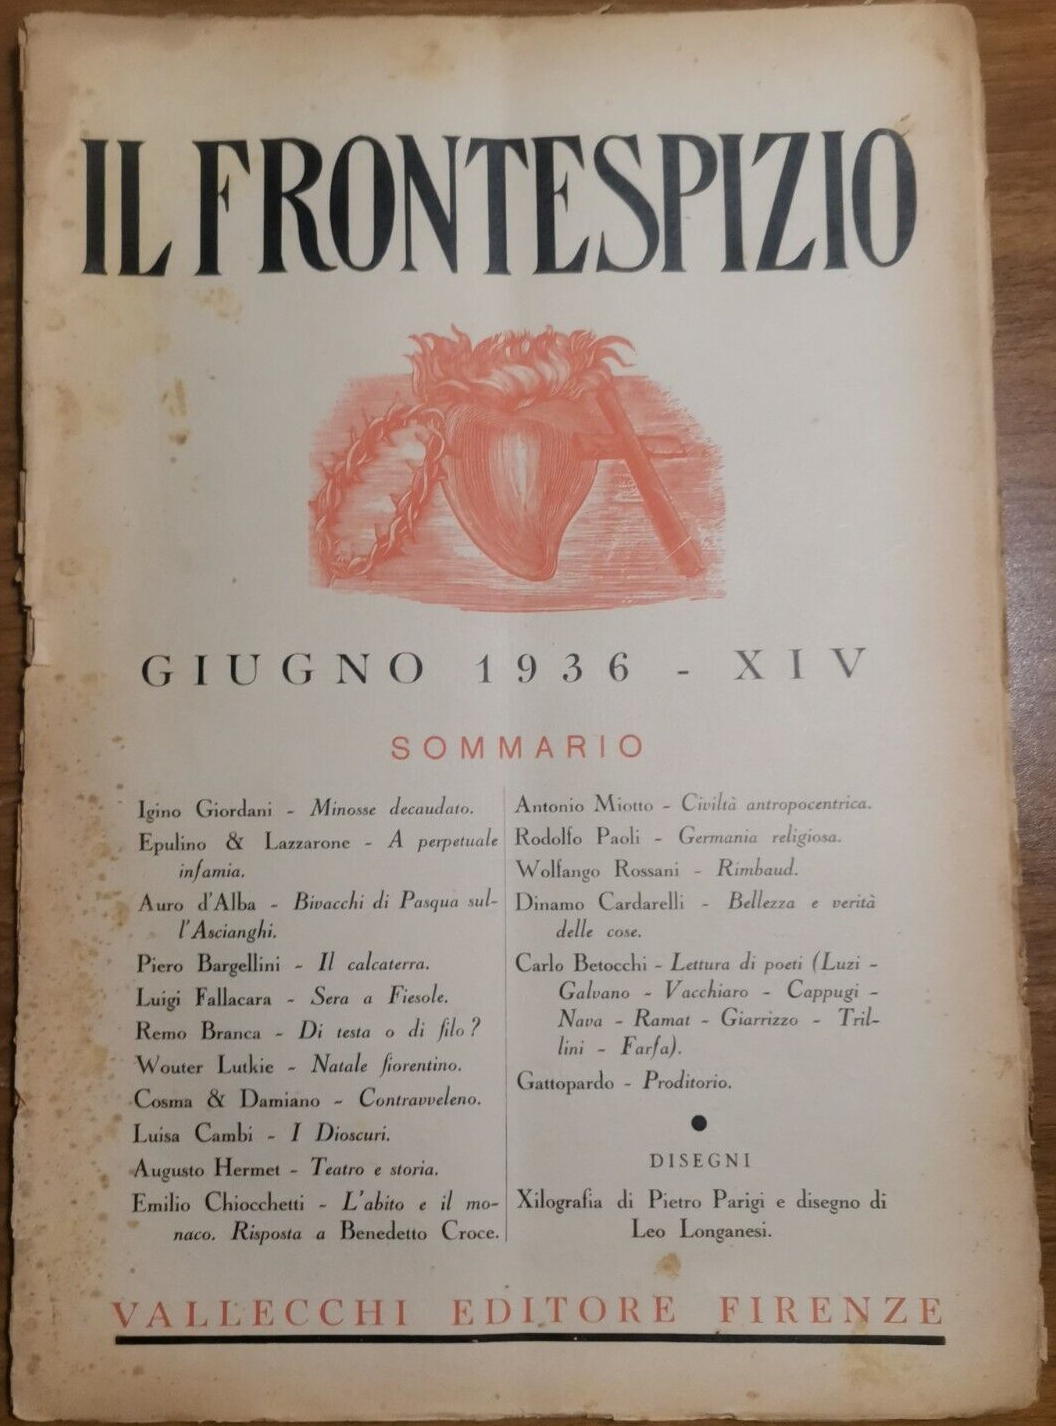 IL FRONTESPIZIO
GIUGNO 1936 - XIV
SOMMARIO
Igino Giordani - Minosse decaudato.
Epulino & Lazzarone - A perpetuale
infamia.
Auro d'Alba - Bivacchi di Pasqua sul-
l'Ascianghi.
Piero Bargellini - Il calcaterra.
Luigi Fallacara - Sera a Fiesole.
Remo Branca - Di testa o di filo?
Wouter Lutkie - Natale fiorentino.
Cosma & Damiano - Contravveleno.
Luisa Cambi - I Dioscuri.
Augusto Hermet - Teatro e storia.
Emilio Chiocchetti - L'abito e il mo-
naco. Risposta a Benedetto Croce.
Antonio Miotto - Civiltà antropocentrica.
Rodolfo Paoli - Germania religiosa.
Wolfango Rossani - Rimbaud.
Dinamo Cardarelli - Bellezza e verità
delle cose.
Carlo Betocchi - Lettura di poeti (Luzi -
Galvano - Vacchiaro - Cappugi -
Nava - Ramat - Giarrizzo - Tril-
lini - Farfa).
Gattopardo - Proditorio.
DISEGNI
Xilografia di Pietro Parigi e disegno di
Leo Longanesi.
VALLECCHI EDITORE FIRENZE